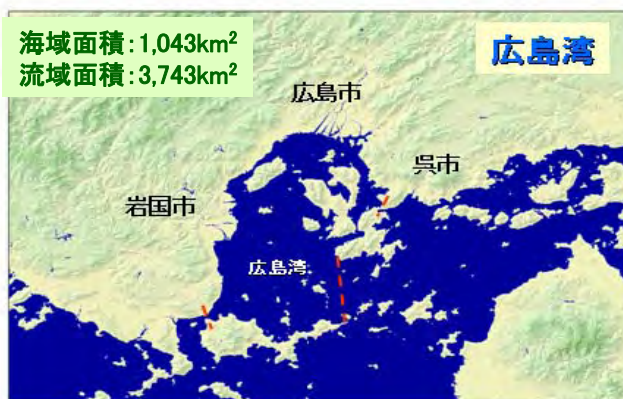 海域面積:1,043km²
流域面積:3,743km²
広島湾
広島市
呉市
岩国市
広島湾